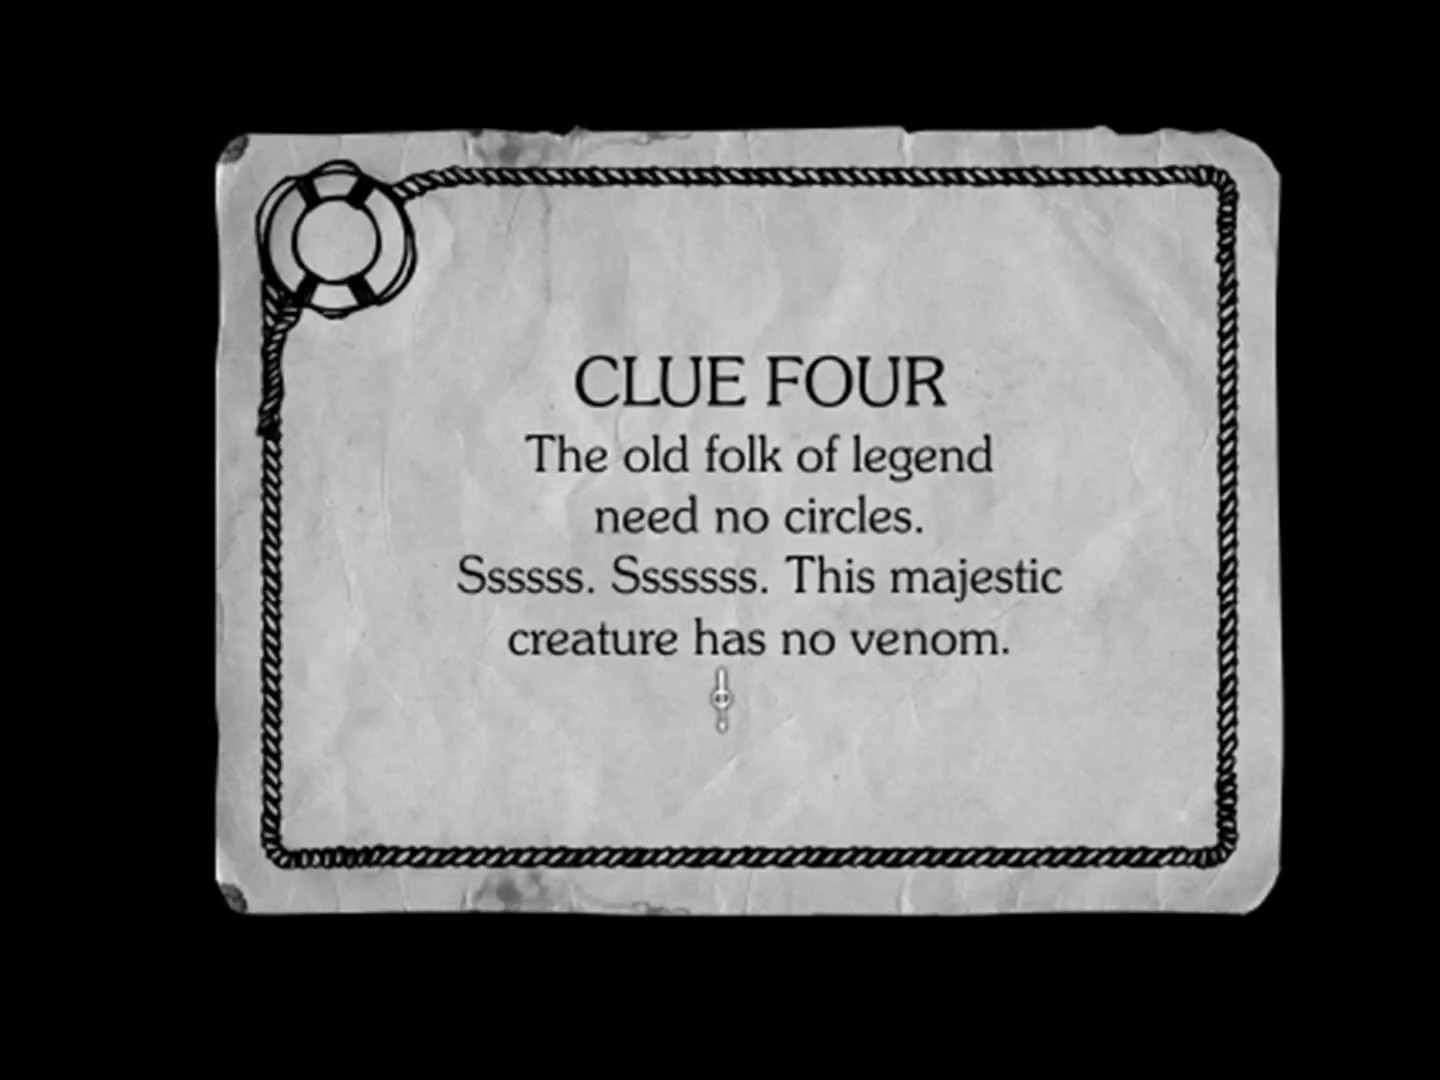 CLUE FOUR
The old folk of legend
need no circles.
Ssssss. Sssssss. This majestic
creature has no venom.